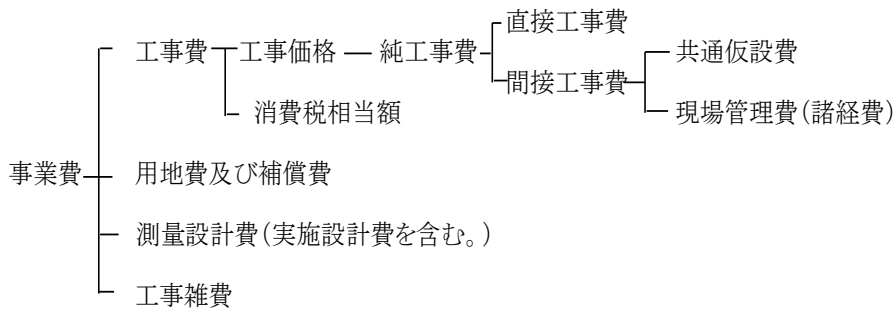 直接工事費
工事費 工事価格 純工事費 共通仮設費
間接工事費
消費税相当額 現場管理費(諸経費)
事業費 用地費及び補償費
測量設計費(実施設計費を含む。)
工事雑費